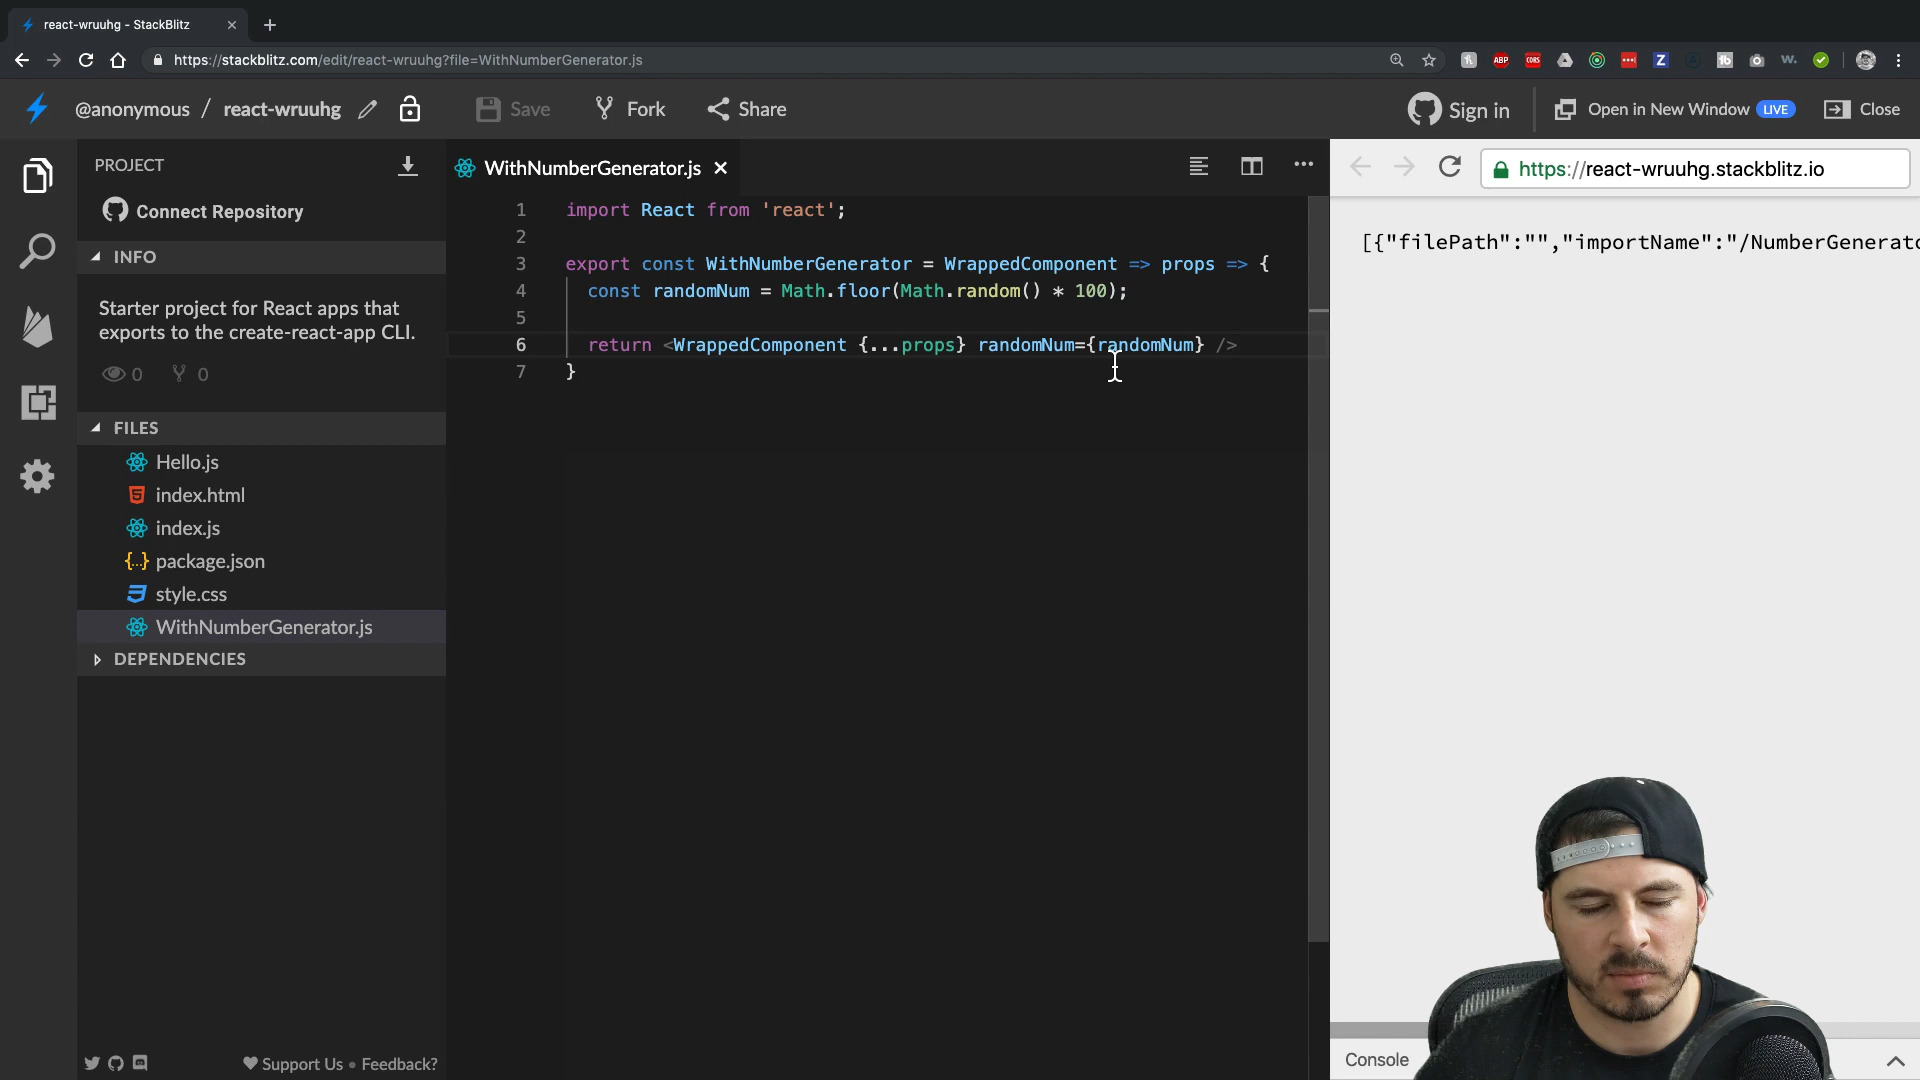 react-wruuhg - StackBlitz
https://stackblitz.com/edit/react-wruuhg?file=WithNumberGenerator.js
ABP
CORS
Z
fb
w.
@anonymous / react-wruuhg
Save
Fork
Share
Sign in
Open in New Window LIVE
Close
PROJECT
Connect Repository
INFO
Starter project for React apps that
exports to the create-react-app CLI.
0 0
FILES
Hello.js
index.html
index.js
package.json
style.css
WithNumberGenerator.js
DEPENDENCIES
Support Us • Feedback?
WithNumberGenerator.js
1 import React from 'react';
2
3 export const WithNumberGenerator = WrappedComponent => props => {
4 const randomNum = Math.floor(Math.random() * 100);
5
6 return <WrappedComponent {...props} randomNum={randomNum} />
7 }
https://react-wruuhg.stackblitz.io
[{"filePath":"","importName":"/NumberGenerato
Console